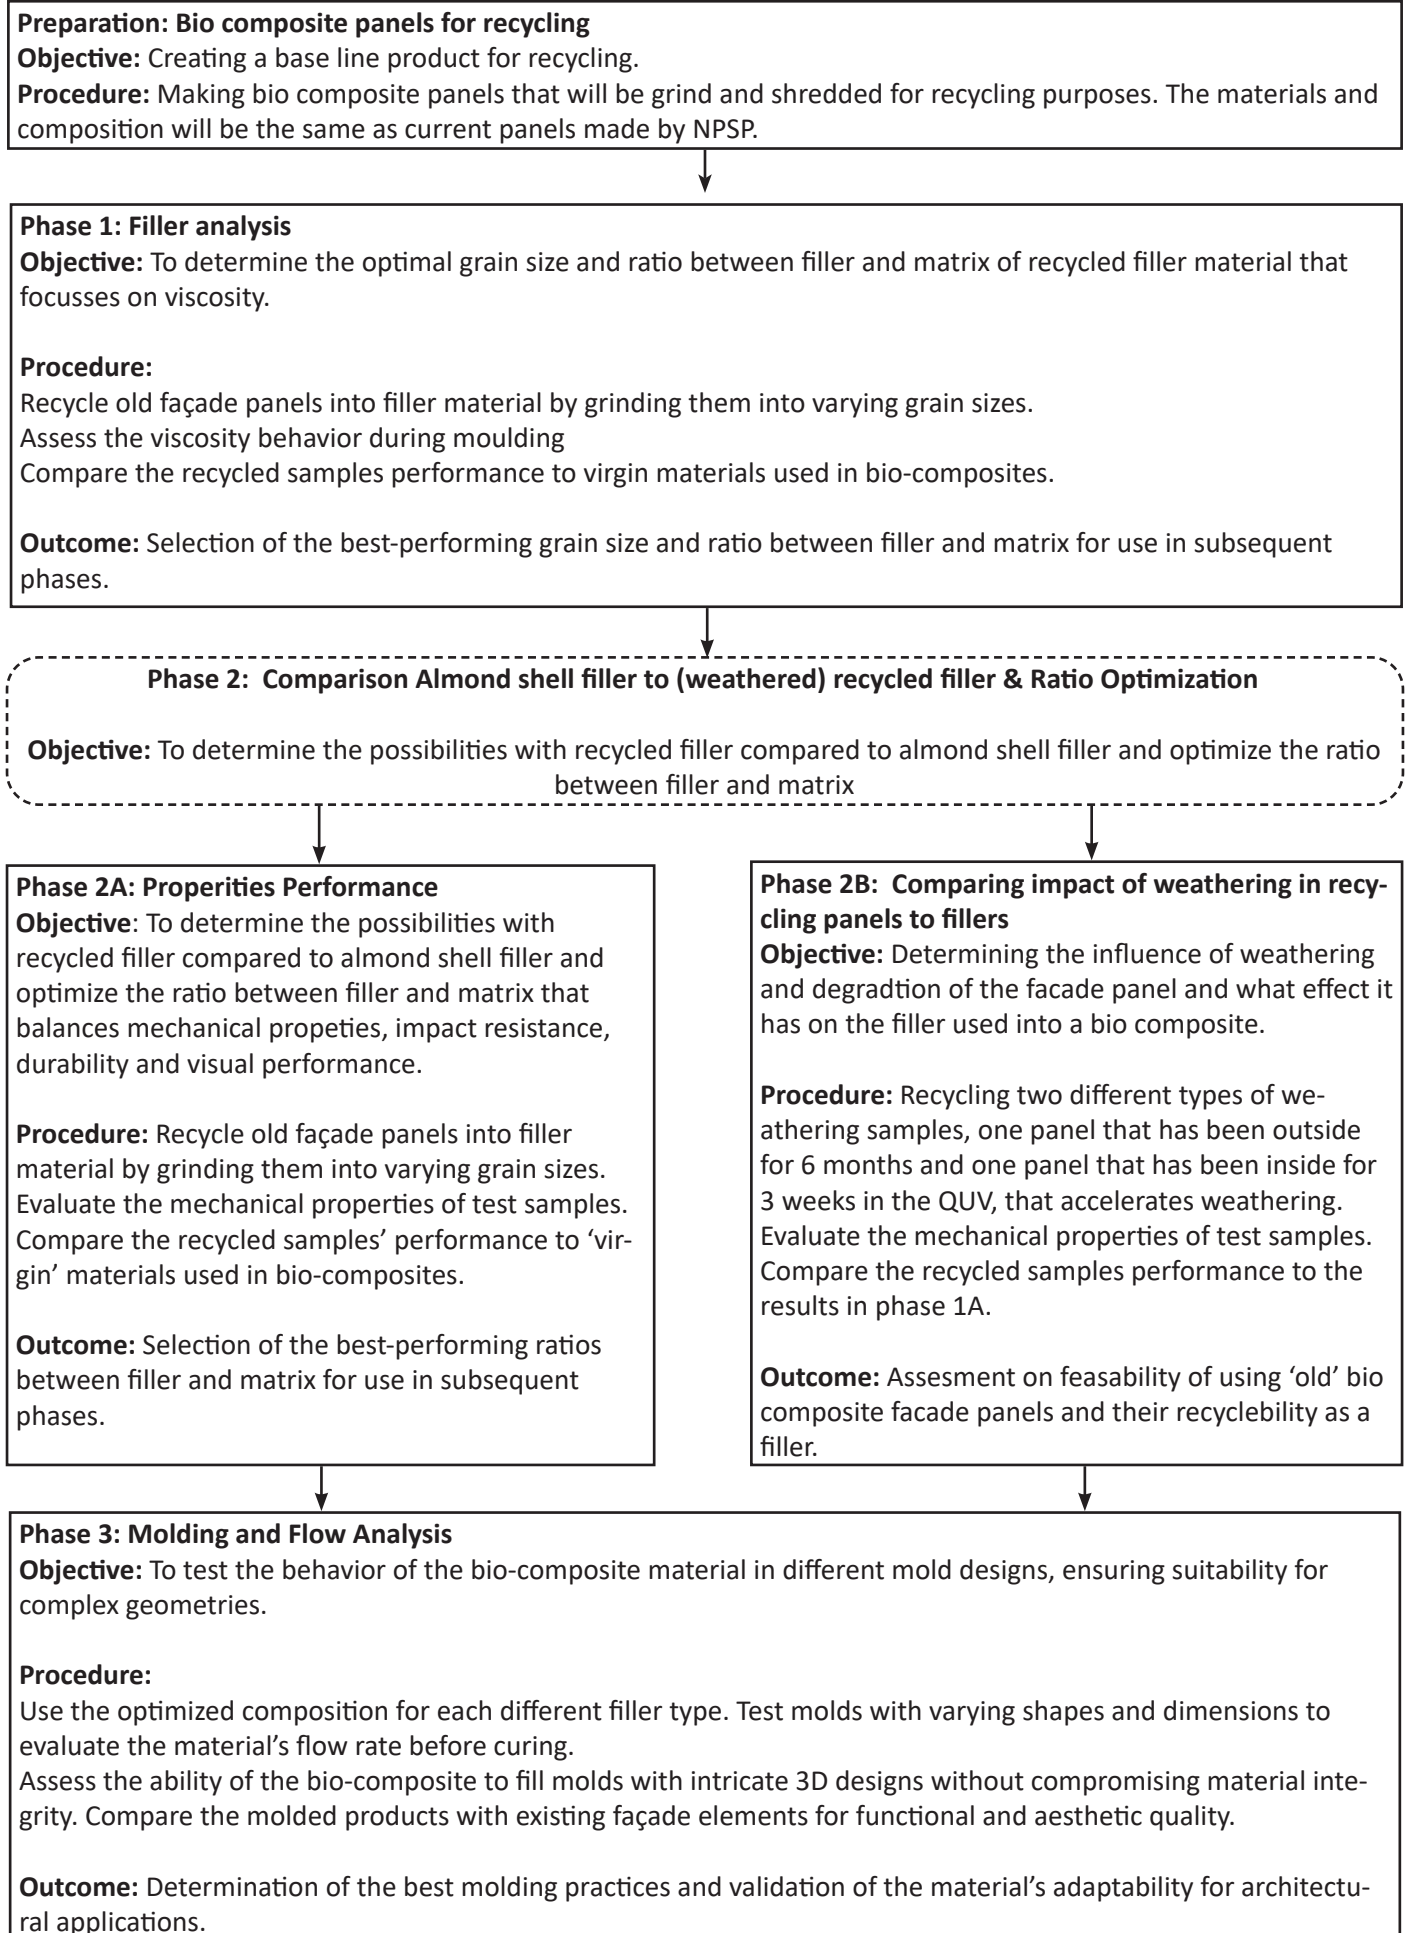 Preparation: Bio composite panels for recycling
Objective: Creating a base line product for recycling.
Procedure: Making bio composite panels that will be grind and shredded for recycling purposes. The materials and
composition will be the same as current panels made by NPSP.
Phase 1: Filler analysis
Objective: To determine the optimal grain size and ratio between filler and matrix of recycled filler material that
focusses on viscosity.
Procedure:
Recycle old façade panels into filler material by grinding them into varying grain sizes.
Assess the viscosity behavior during moulding
Compare the recycled samples performance to virgin materials used in bio-composites.
Outcome: Selection of the best-performing grain size and ratio between filler and matrix for use in subsequent
phases.
Phase 2:  Comparison Almond shell filler to (weathered) recycled filler & Ratio Optimization
Objective: To determine the possibilities with recycled filler compared to almond shell filler and optimize the ratio
between filler and matrix
Phase 2A: Properities Performance
Objective: To determine the possibilities with
recycled filler compared to almond shell filler and
optimize the ratio between filler and matrix that
balances mechanical propeties, impact resistance,
durability and visual performance.
Procedure: Recycle old façade panels into filler
material by grinding them into varying grain sizes.
Evaluate the mechanical properties of test samples.
Compare the recycled samples’ performance to ‘vir-
gin’ materials used in bio-composites.
Outcome: Selection of the best-performing ratios
between filler and matrix for use in subsequent
phases.
Phase 2B:  Comparing impact of weathering in recy-
cling panels to fillers
Objective: Determining the influence of weathering
and degradtion of the facade panel and what effect it
has on the filler used into a bio composite.
Procedure: Recycling two different types of we-
athering samples, one panel that has been outside
for 6 months and one panel that has been inside for
3 weeks in the QUV, that accelerates weathering.
Evaluate the mechanical properties of test samples.
Compare the recycled samples performance to the
results in phase 1A.
Outcome: Assesment on feasability of using ‘old’ bio
composite facade panels and their recyclebility as a
filler.
Phase 3: Molding and Flow Analysis
Objective: To test the behavior of the bio-composite material in different mold designs, ensuring suitability for
complex geometries.
Procedure:
Use the optimized composition for each different filler type. Test molds with varying shapes and dimensions to
evaluate the material’s flow rate before curing.
Assess the ability of the bio-composite to fill molds with intricate 3D designs without compromising material inte-
grity. Compare the molded products with existing façade elements for functional and aesthetic quality.
Outcome: Determination of the best molding practices and validation of the material’s adaptability for architectu-
ral applications.